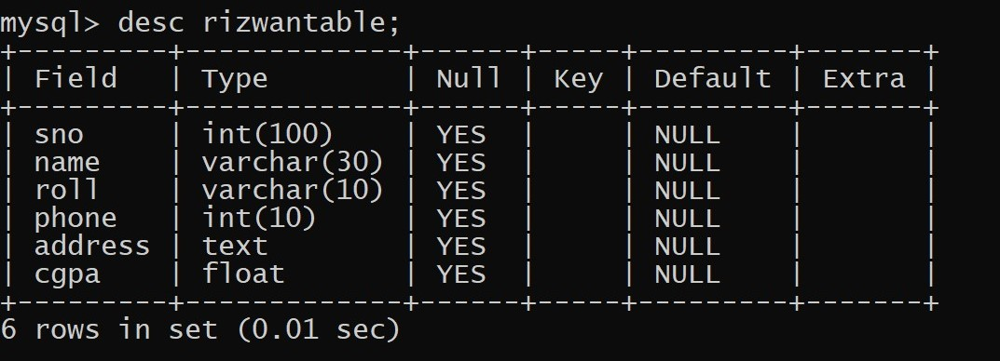 mysql> desc rizwantable;
+---------+-------------+------+-----+---------+-------+
| Field   | Type        | Null | Key | Default | Extra |
+---------+-------------+------+-----+---------+-------+
| sno     | int(100)    | YES  |     | NULL    |       |
| name    | varchar(30) | YES  |     | NULL    |       |
| roll    | varchar(10) | YES  |     | NULL    |       |
| phone   | int(10)     | YES  |     | NULL    |       |
| address | text        | YES  |     | NULL    |       |
| cgpa    | float       | YES  |     | NULL    |       |
+---------+-------------+------+-----+---------+-------+
6 rows in set (0.01 sec)